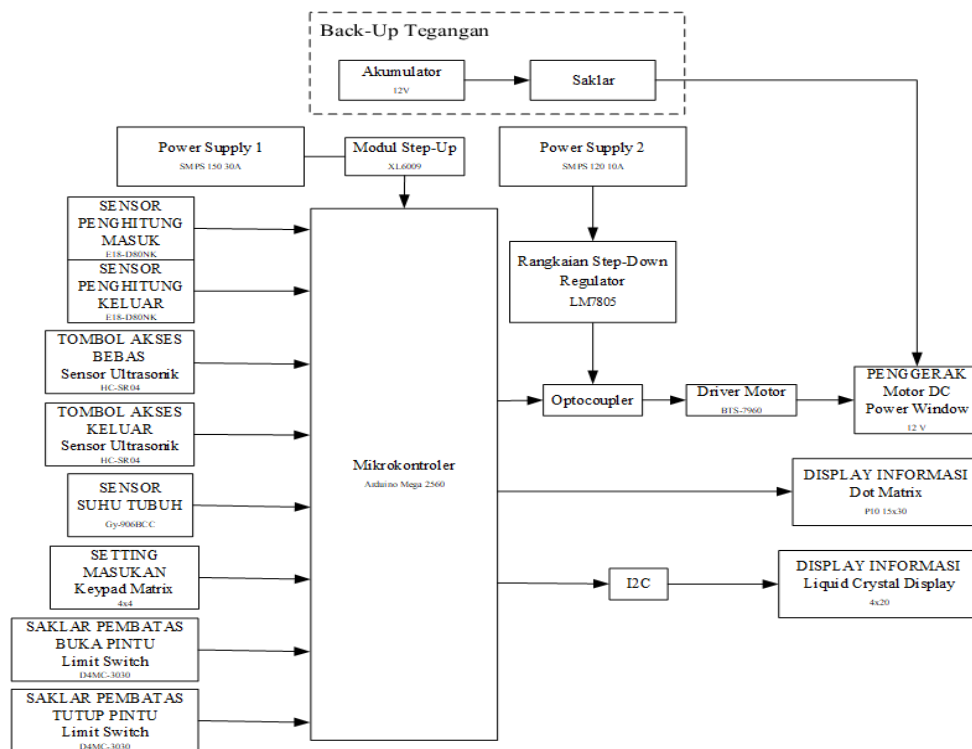 Back-Up Tegangan
Akumulator
12V
Saklar
Power Supply 1
SMPS 150 30A
Modul Step-Up
XL6009
Power Supply 2
SMPS 120 10A
SENSOR
PENGHITUNG
MASUK
E18-D80NK
SENSOR
PENGHITUNG
KELUAR
E18-D80NK
TOMBOL AKSES
BEBAS
Sensor Ultrasonik
HC-SR04
TOMBOL AKSES
KELUAR
Sensor Ultrasonik
HC-SR04
SENSOR
SUHU TUBUH
Gy-906BCC
SETTING
MASUKAN
Keypad Matrix
4x4
SAKLAR PEMBATAS
BUKA PINTU
Limit Switch
D4MC-3030
SAKLAR PEMBATAS
TUTUP PINTU
Limit Switch
D4MC-3030
Mikrokontroler
Arduino Mega 2560
Rangkaian Step-Down
Regulator
LM7805
Optocoupler
Driver Motor
BTS-7960
PENGGERAK
Motor DC
Power Window
12 V
DISPLAY INFORMASI
Dot Matrix
P10 15x30
I2C
DISPLAY INFORMASI
Liquid Crystal Display
4x20